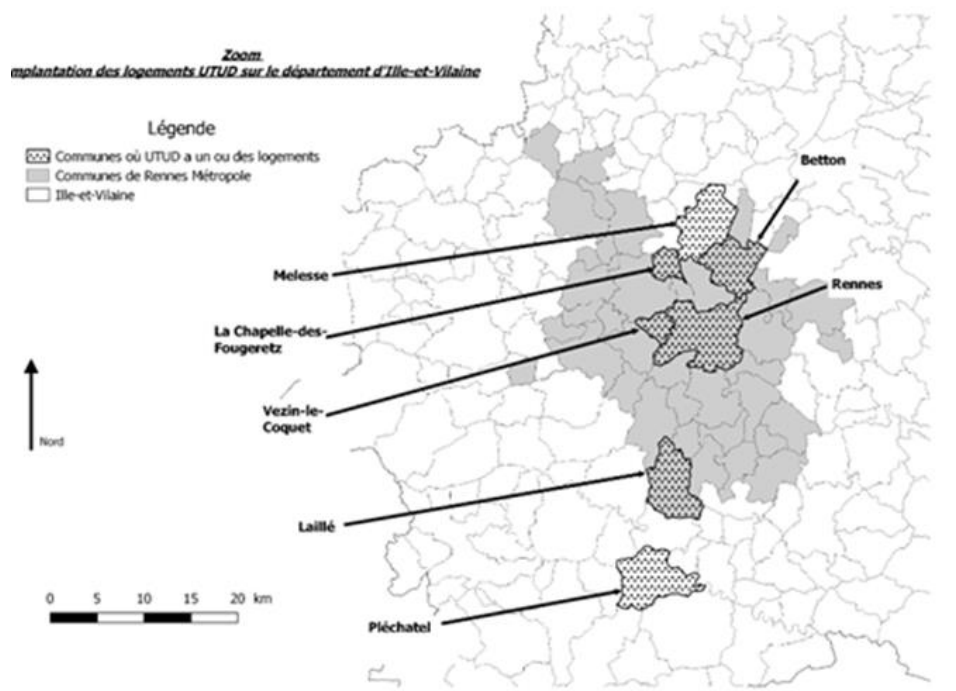 Zoom
mplantation des logements UTUD sur le département d'Ille-et-Vilaine
Légende
Communes où UTUD a un ou des logements
Communes de Rennes Métropole
Ille-et-Vilaine
Betton
Melesse
Rennes
La Chapelle-des-
Fougeretz
Vezin-le-
Coquet
Nord
Laillé
0 5 10 15 20 km
Pléchatel